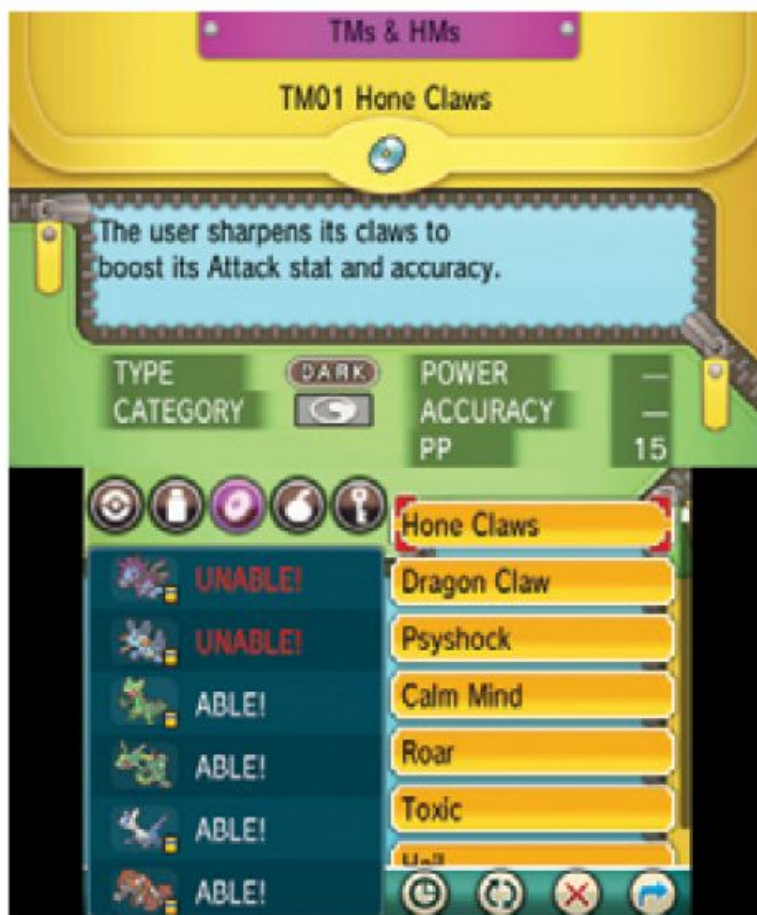 TMs & HMs
TM01 Hone Claws
The user sharpens its claws to
boost its Attack stat and accuracy.
TYPE DARK POWER —
CATEGORY ACCURACY —
PP 15
Hone Claws
UNABLE! Dragon Claw
UNABLE! Psyshock
ABLE! Calm Mind
ABLE! Roar
ABLE! Toxic
ABLE! Hail